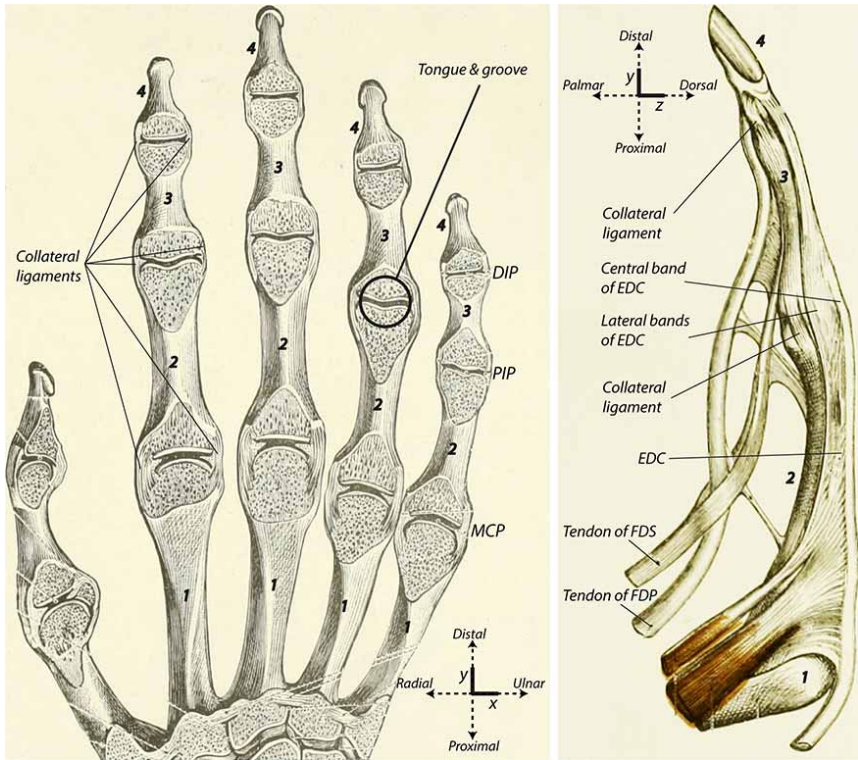 4
4
Tongue & groove
4
4
3
3
3
3
Collateral
ligaments
DIP
2
2
2
PIP
2
MCP
1
1
1
Distal
y
Radial
Ulnar
x
Proximal
Distal
y
Palmar
Dorsal
z
Proximal
4
3
Collateral
ligament
Central band
of EDC
Lateral bands
of EDC
Collateral
ligament
EDC
2
Tendon of FDS
Tendon of FDP
1